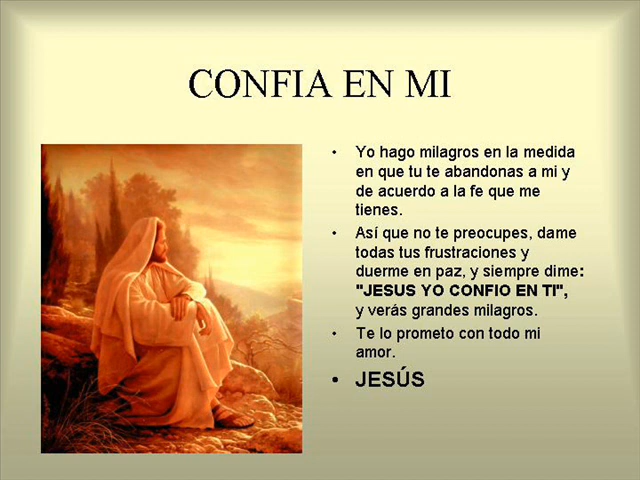 CONFIA EN MI
• Yo hago milagros en la medida
en que tu te abandonas a mi y
de acuerdo a la fe que me
tienes.
• Así que no te preocupes, dame
todas tus frustraciones y
duerme en paz, y siempre dime:
"JESUS YO CONFIO EN TI",
y verás grandes milagros.
• Te lo prometo con todo mi
amor.
• JESÚS